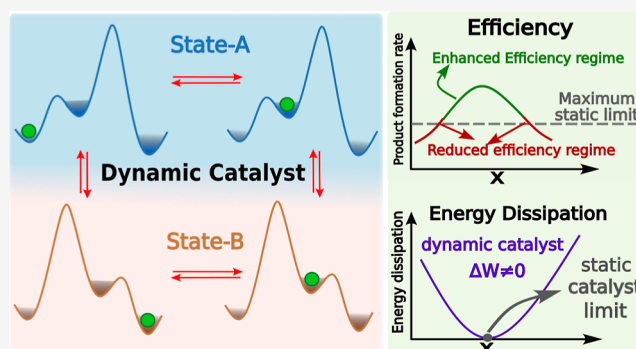 State-A
Dynamic Catalyst
State-B
Efficiency
Enhanced Efficiency regime
Maximum
static limit
Reduced efficiency regime
Product formation rate
X
Energy Dissipation
dynamic catalyst
ΔW≠0
static
catalyst
limit
Energy dissipation
X